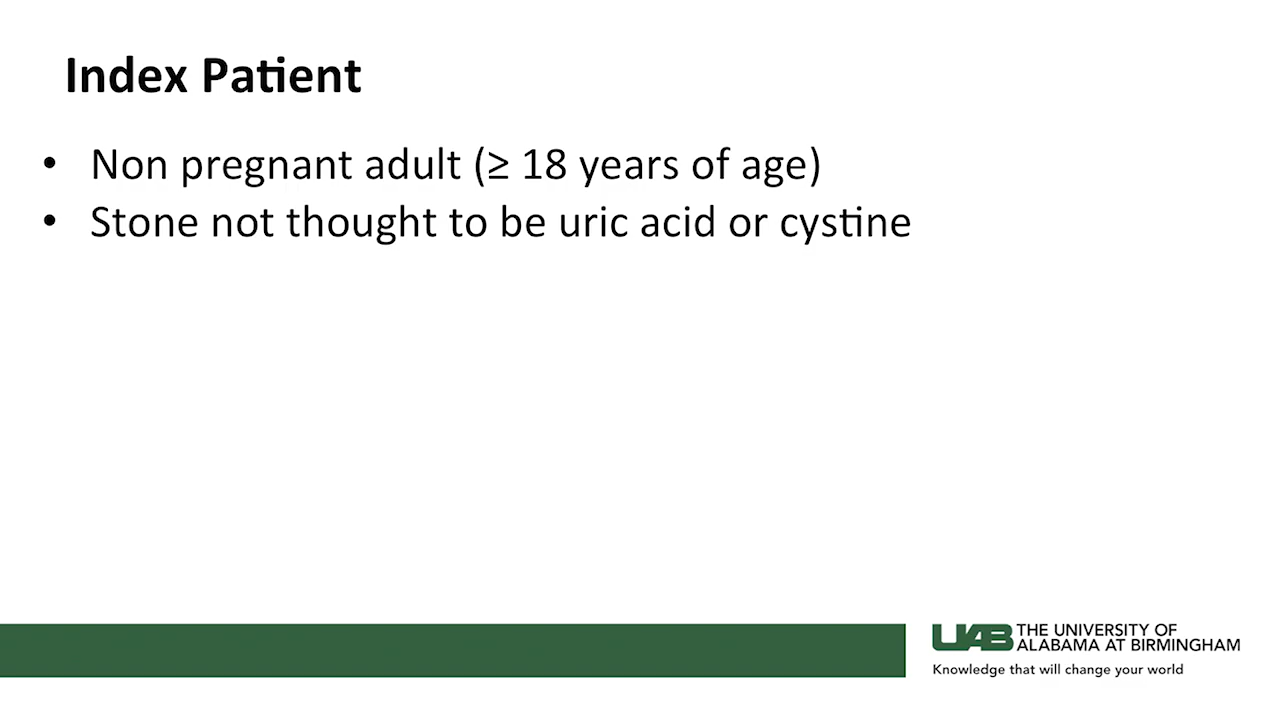 Index Patient
• Non pregnant adult (≥ 18 years of age)
• Stone not thought to be uric acid or cystine
UAB THE UNIVERSITY OF
ALABAMA AT BIRMINGHAM
Knowledge that will change your world